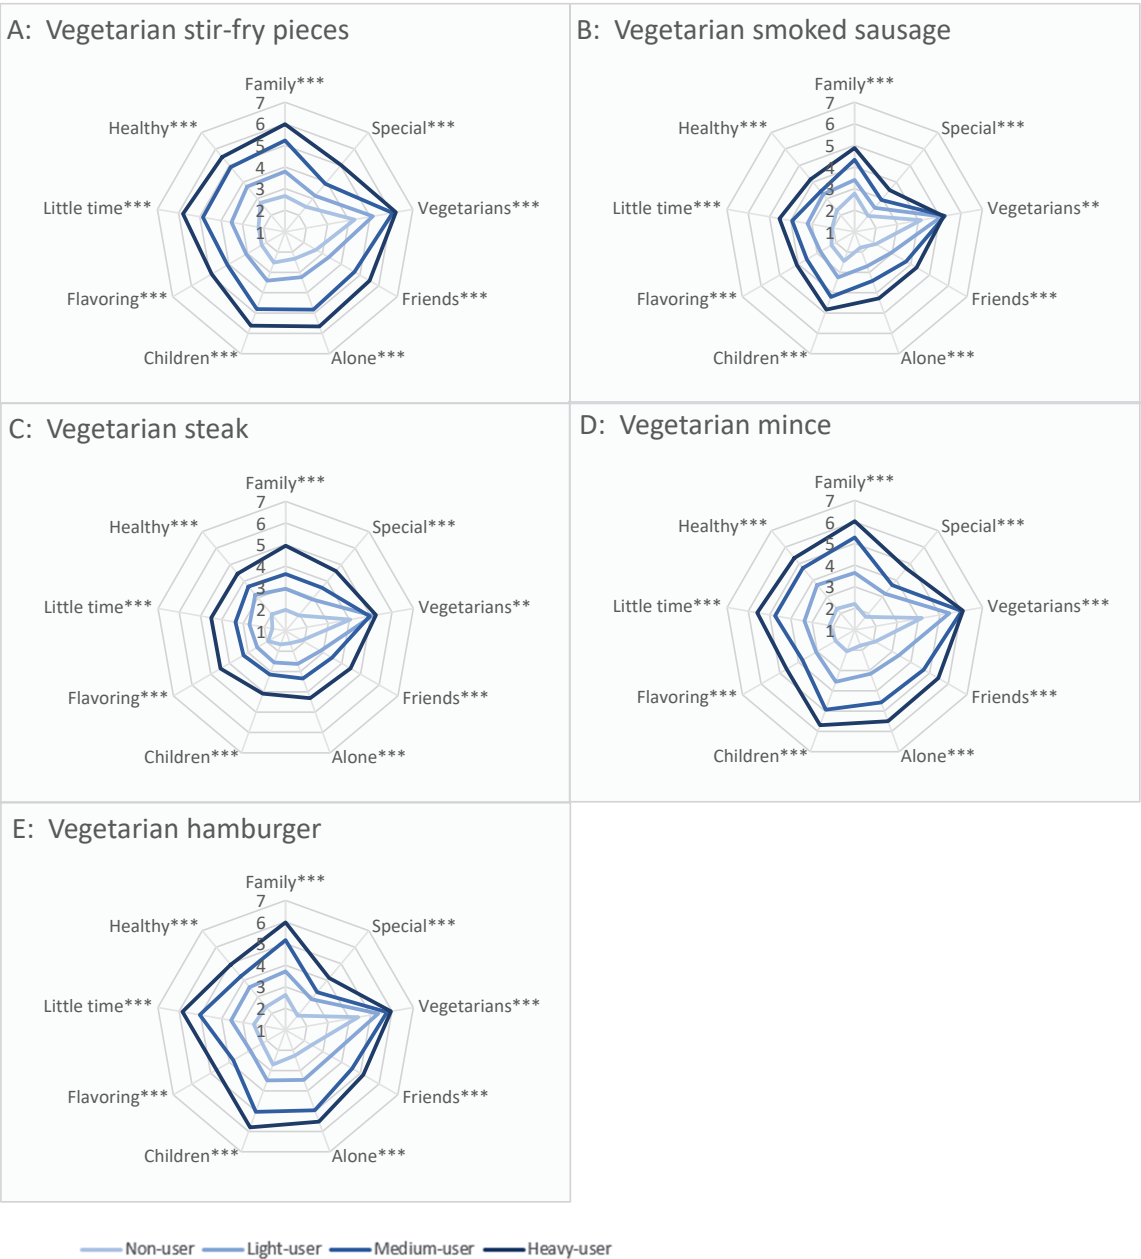 A: Vegetarian stir-fry pieces
Family***
7
6
5
4
3
2
1
Special***
Vegetarians***
Friends***
Alone***
Children***
Flavoring***
Little time***
Healthy***
B: Vegetarian smoked sausage
Family***
7
6
5
4
3
2
1
Special***
Vegetarians**
Friends***
Alone***
Children***
Flavoring***
Little time***
Healthy***
C: Vegetarian steak
Family***
7
6
5
4
3
2
1
Special***
Vegetarians**
Friends***
Alone***
Children***
Flavoring***
Little time***
Healthy***
D: Vegetarian mince
Family***
7
6
5
4
3
2
1
Special***
Vegetarians***
Friends***
Alone***
Children***
Flavoring***
Little time***
Healthy***
E: Vegetarian hamburger
Family***
7
6
5
4
3
2
1
Special***
Vegetarians***
Friends***
Alone***
Children***
Flavoring***
Little time***
Healthy***
Non-user Light-user Medium-user Heavy-user